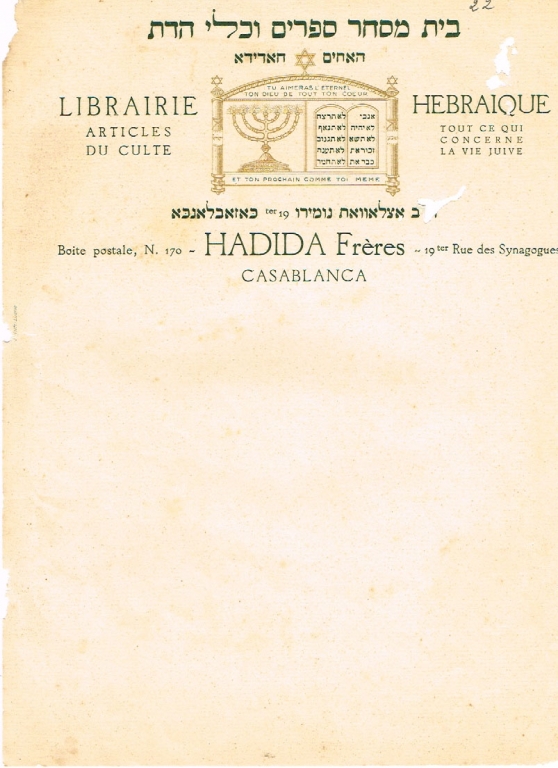 22
בית מסחר ספרים וכלי הדת
האחים חדידא
LIBRAIRIE
ARTICLES
DU CULTE
TU AIMERAS L'ÉTERNEL
TON DIEU DE TOUT TON COEUR
אנכי לא תרצח
לא יהיה לא תנאף
לא תשא לא תגנוב
זכור את לא תענה
כבד את לא תחמד
ET TON PROCHAIN COMME TOI MEME
HEBRAIQUE
TOUT CE QUI
CONCERNE
LA VIE JUIVE
ב אצלאוואת נומירו 19 ter כאזאבלאנכא
Boite postale, N. 170 - HADIDA Frères - 19 ter Rue des Synagogues
CASABLANCA